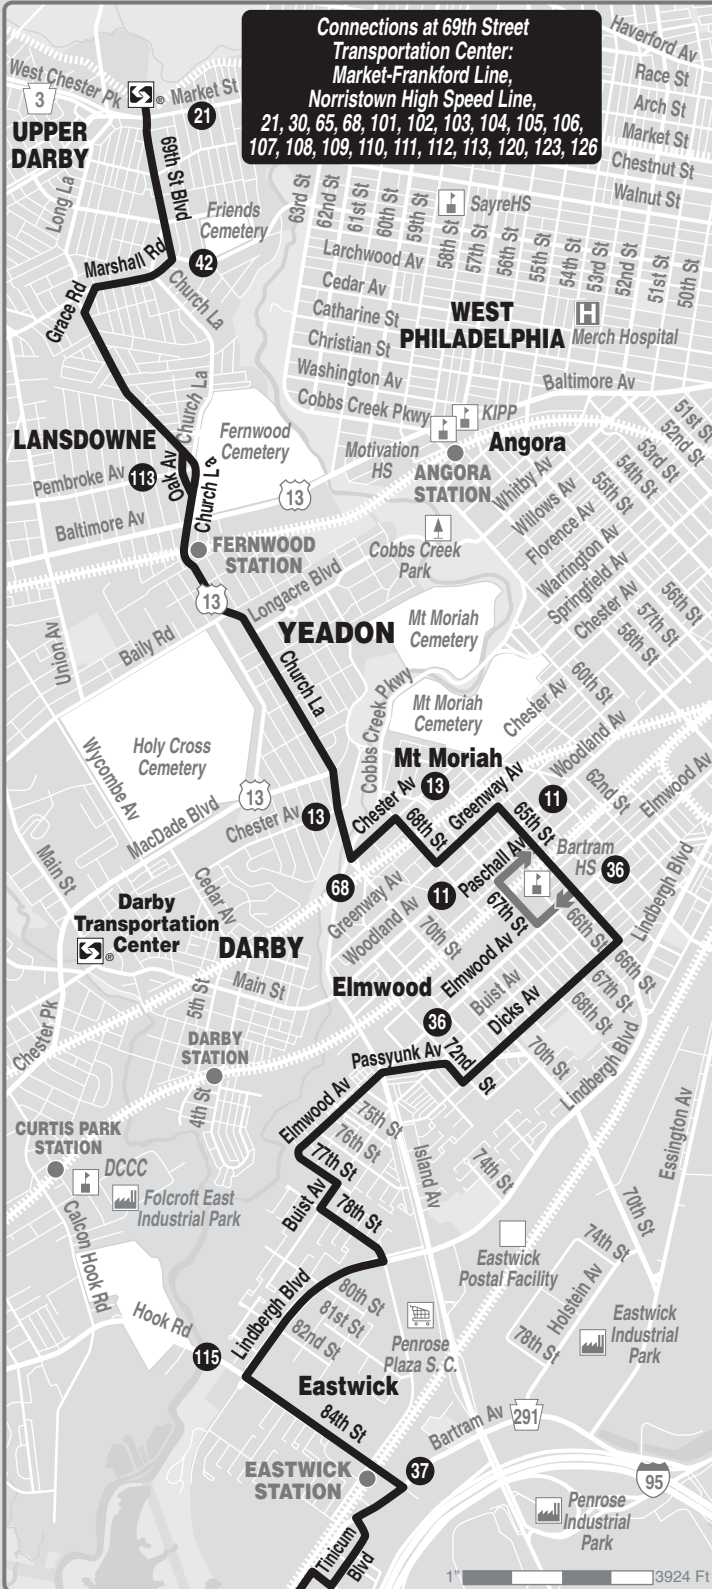 Connections at 69th Street
Transportation Center:
Market-Frankford Line,
Norristown High Speed Line,
21, 30, 65, 68, 101, 102, 103, 104, 105, 106,
107, 108, 109, 110, 111, 112, 113, 120, 123, 126
Haverford Av
Race St
Arch St
Market St
Chestnut St
Walnut St
West Chester Pk
3
®
Market St
21
UPPER
DARBY
69th St Blvd
Long La
Friends
Cemetery
63rd St
62nd St
61st St
60th St
59th St
58th St
57th St
56th St
55th St
54th St
53rd St
52nd St
51st St
50th St
SayreHS
Marshall Rd
42
Church La
Grace Rd
Larchwood Av
Cedar Av
Catharine St
Christian St
Washington Av
Cobbs Creek Pkwy
WEST
PHILADELPHIA
H
Merch Hospital
Baltimore Av
KIPP
Motivation
HS
Angora
ANGORA
STATION
51st St
52nd St
53rd St
54th St
55th St
LANSDOWNE
Church La
Fernwood
Cemetery
Pembroke Av
113
Oak Av
Church La
13
Baltimore Av
Whitby Av
Willows Av
Florence Av
Warrington Av
Springfield Av
Chester Av
58th St
57th St
56th St
FERNWOOD
STATION
Cobbs Creek
Park
13
Longacre Blvd
YEADON
Mt Moriah
Cemetery
Union Av
Baily Rd
Church La
Cobbs Creek Pkwy
Mt Moriah
Cemetery
Chester Av
60th St
Woodland Av
Holy Cross
Cemetery
Wycombe Av
13
MacDade Blvd
Chester Av
13
Mt Moriah
13
Chester Av
68th St
Greenway Av
65th St
11
62nd St
Elmwood Av
Main St
Cedar Av
68
Greenway Av
Woodland Av
11
Paschall Av
Bartram
HS
36
Lindbergh Blvd
67th St
66th St
Darby
Transportation
Center
®
DARBY
70th St
Elmwood Av
66th St
67th St
68th St
Main St
5th St
Elmwood
Buist Av
Dicks Av
36
Chester Pk
DARBY
STATION
4th St
Passyunk Av
72nd St
70th St
Lindbergh Blvd
Elmwood Av
75th St
76th St
77th St
Island Av
74th St
Essington Av
CURTIS PARK
STATION
DCCC
Folcroft East
Industrial Park
Calcon Hook Rd
Buist Av
78th St
70th St
74th St
Eastwick
Postal Facility
Holstein Av
Hook Rd
Lindbergh Blvd
80th St
81st St
82nd St
Penrose
Plaza S. C.
78th St
Eastwick
Industrial
Park
115
Eastwick
84th St
Bartram Av
291
EASTWICK
STATION
37
95
Penrose
Industrial
Park
Tinicum
Blvd
1"
3924 Ft